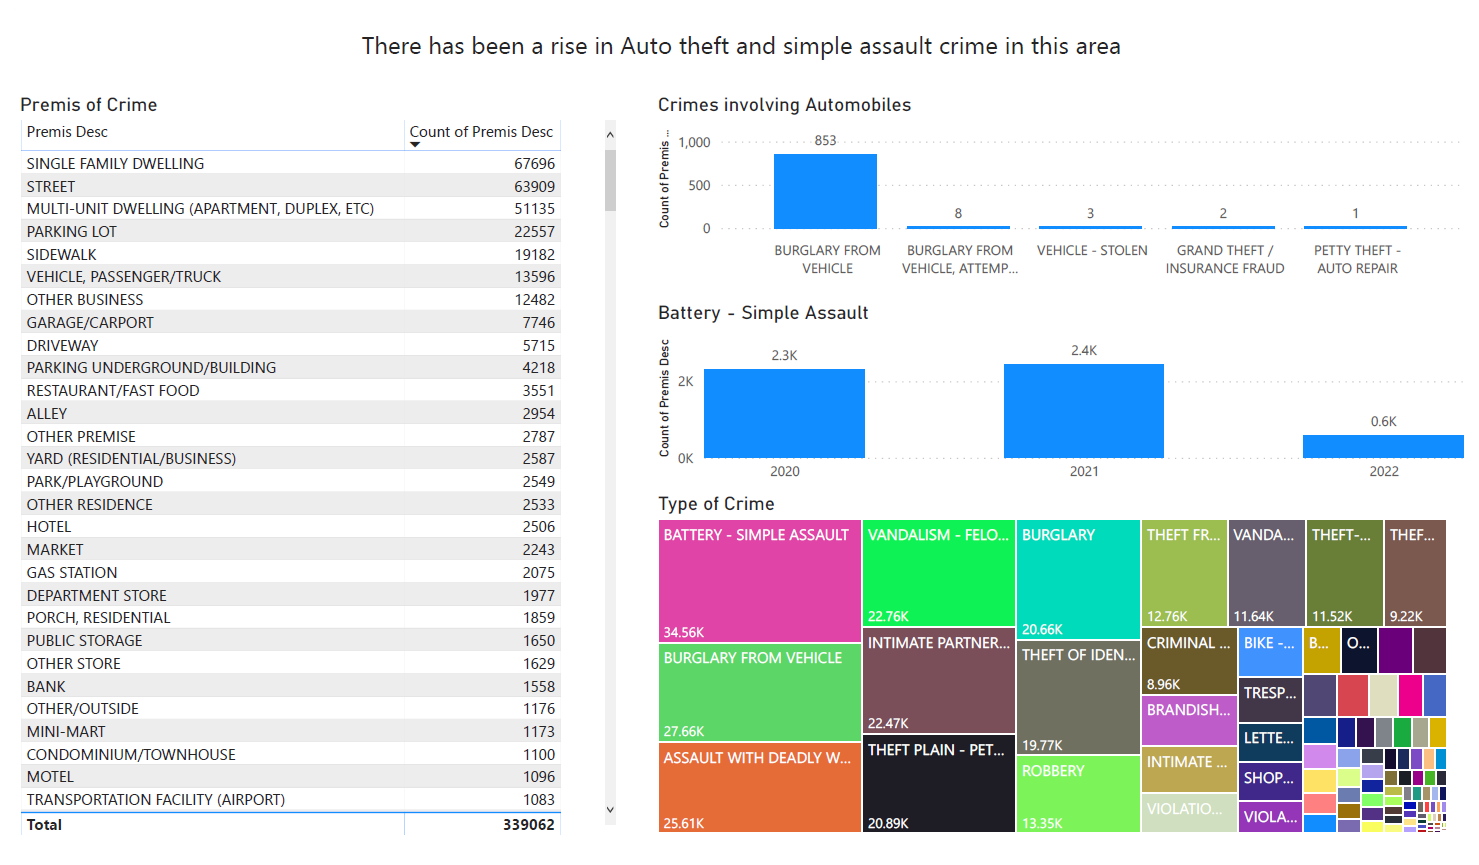 There has been a rise in Auto theft and simple assault crime in this area
Premis of Crime
Premis Desc Count of Premis Desc
SINGLE FAMILY DWELLING 67696
STREET 63909
MULTI-UNIT DWELLING (APARTMENT, DUPLEX, ETC) 51135
PARKING LOT 22557
SIDEWALK 19182
VEHICLE, PASSENGER/TRUCK 13596
OTHER BUSINESS 12482
GARAGE/CARPORT 7746
DRIVEWAY 5715
PARKING UNDERGROUND/BUILDING 4218
RESTAURANT/FAST FOOD 3551
ALLEY 2954
OTHER PREMISE 2787
YARD (RESIDENTIAL/BUSINESS) 2587
PARK/PLAYGROUND 2549
OTHER RESIDENCE 2533
HOTEL 2506
MARKET 2243
GAS STATION 2075
DEPARTMENT STORE 1977
PORCH, RESIDENTIAL 1859
PUBLIC STORAGE 1650
OTHER STORE 1629
BANK 1558
OTHER/OUTSIDE 1176
MINI-MART 1173
CONDOMINIUM/TOWNHOUSE 1100
MOTEL 1096
TRANSPORTATION FACILITY (AIRPORT) 1083
Total 339062
Crimes involving Automobiles
Count of Premis ...
1,000
500
0
853
8
3
2
1
BURGLARY FROM
VEHICLE
BURGLARY FROM
VEHICLE, ATTEMP...
VEHICLE - STOLEN
GRAND THEFT /
INSURANCE FRAUD
PETTY THEFT -
AUTO REPAIR
Battery - Simple Assault
Count of Premis Desc
2K
0K
2.3K
2.4K
0.6K
2020
2021
2022
Type of Crime
BATTERY - SIMPLE ASSAULT
34.56K
BURGLARY FROM VEHICLE
27.66K
ASSAULT WITH DEADLY W...
25.61K
VANDALISM - FELO...
22.76K
INTIMATE PARTNER...
22.47K
THEFT PLAIN - PET...
20.89K
BURGLARY
20.66K
THEFT OF IDEN...
19.77K
ROBBERY
13.35K
THEFT FR...
12.76K
VANDA...
11.64K
THEFT-...
11.52K
THEF...
9.22K
CRIMINAL ...
8.96K
BRANDISH...
INTIMATE ...
VIOLATIO...
BIKE -...
TRESP...
LETTE...
SHOP...
VIOLA...
B...
O...